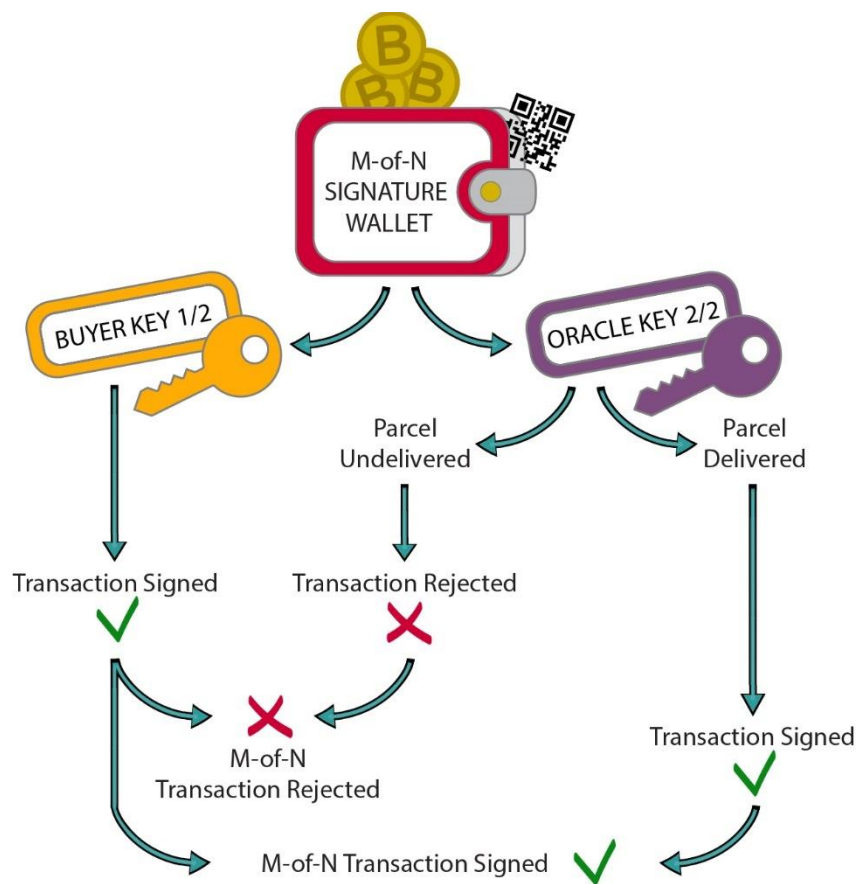 B
B
B
M-of-N
SIGNATURE
WALLET
BUYER KEY 1/2
ORACLE KEY 2/2
Parcel
Undelivered
Parcel
Delivered
Transaction Signed
Transaction Rejected
M-of-N
Transaction Rejected
Transaction Signed
M-of-N Transaction Signed